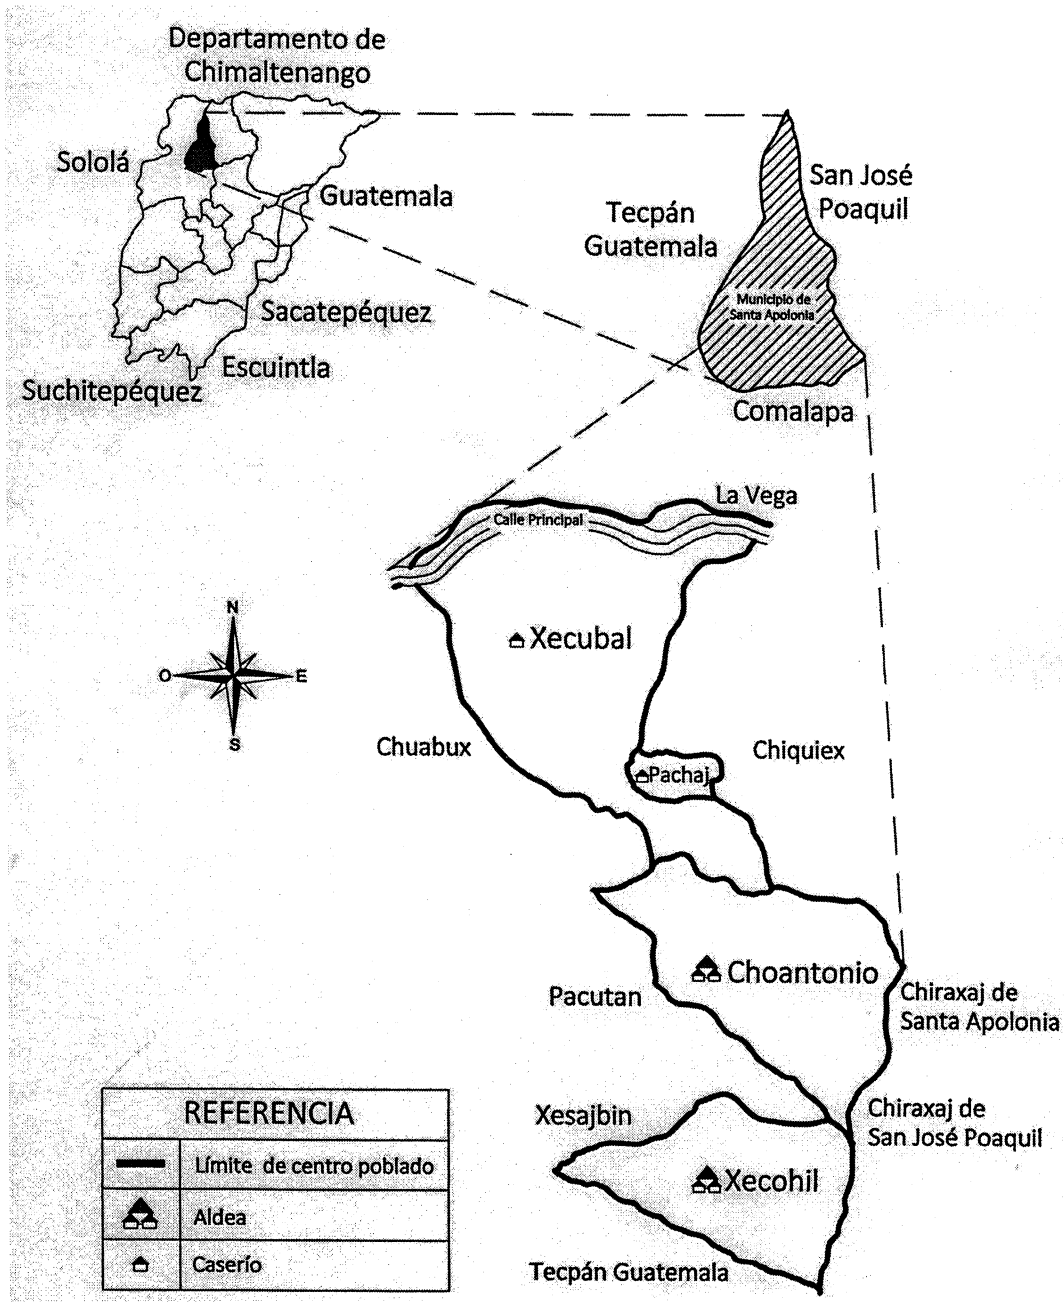 Departamento de
Chimaltenango
Sololá
Guatemala
Sacatepéquez
Escuintla
Suchitepéquez
San José
Poaquil
Tecpán
Guatemala
Municipio de
Santa Apolonia
Comalapa
La Vega
Calle Principal
N
O
E
S
Xecubal
Chuabux
Chiquiex
Pachaj
Choantonio
Pacutan
Chiraxaj de
Santa Apolonia
Chiraxaj de
San José Poaquil
Xesajbin
Xecohil
Tecpán Guatemala
REFERENCIA
Límite de centro poblado
Aldea
Caserío